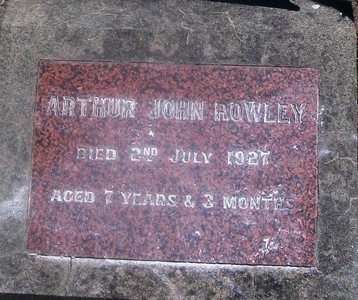 ARTHUR JOHN ROWLEY
DIED 2ND JULY 1927
AGED 7 YEARS & 3 MONTHS